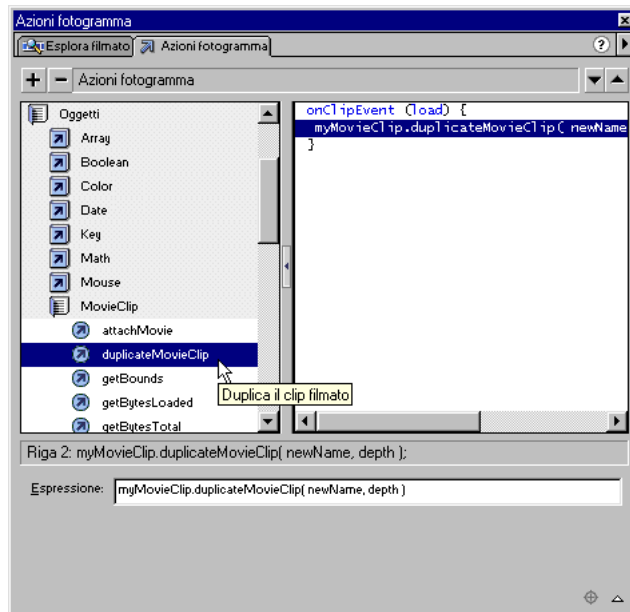 Azioni fotogramma
Esplora filmato
Azioni fotogramma
?
Azioni fotogramma
Oggetti
Array
Boolean
Color
Date
Key
Math
Mouse
MovieClip
attachMovie
duplicateMovieClip
getBounds
getBytesLoaded
getBytesTotal
Duplica il clip filmato
onClipEvent (load) {
myMovieClip.duplicateMovieClip( newName
}
Riga 2: myMovieClip.duplicateMovieClip( newName, depth );
Espressione: myMovieClip.duplicateMovieClip( newName, depth )